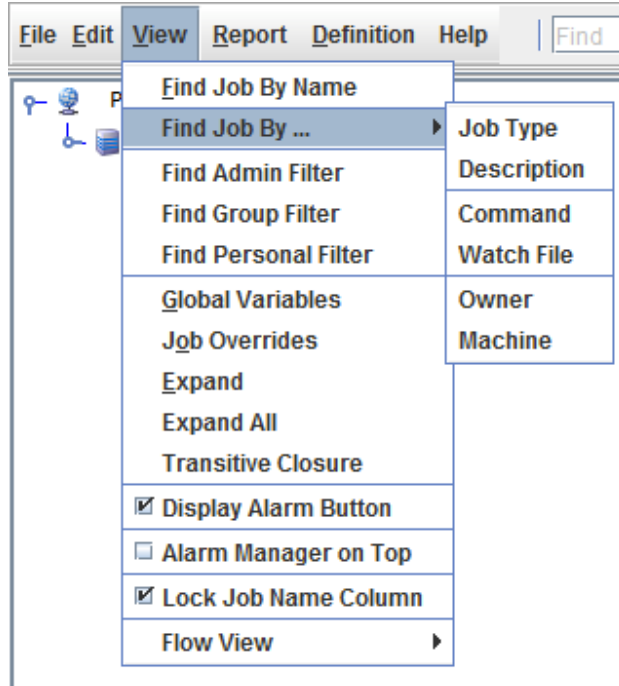 File Edit View Report Definition Help Find
P
Find Job By Name
Find Job By ...
Find Admin Filter
Find Group Filter
Find Personal Filter
Global Variables
Job Overrides
Expand
Expand All
Transitive Closure
Display Alarm Button
Alarm Manager on Top
Lock Job Name Column
Flow View
Job Type
Description
Command
Watch File
Owner
Machine